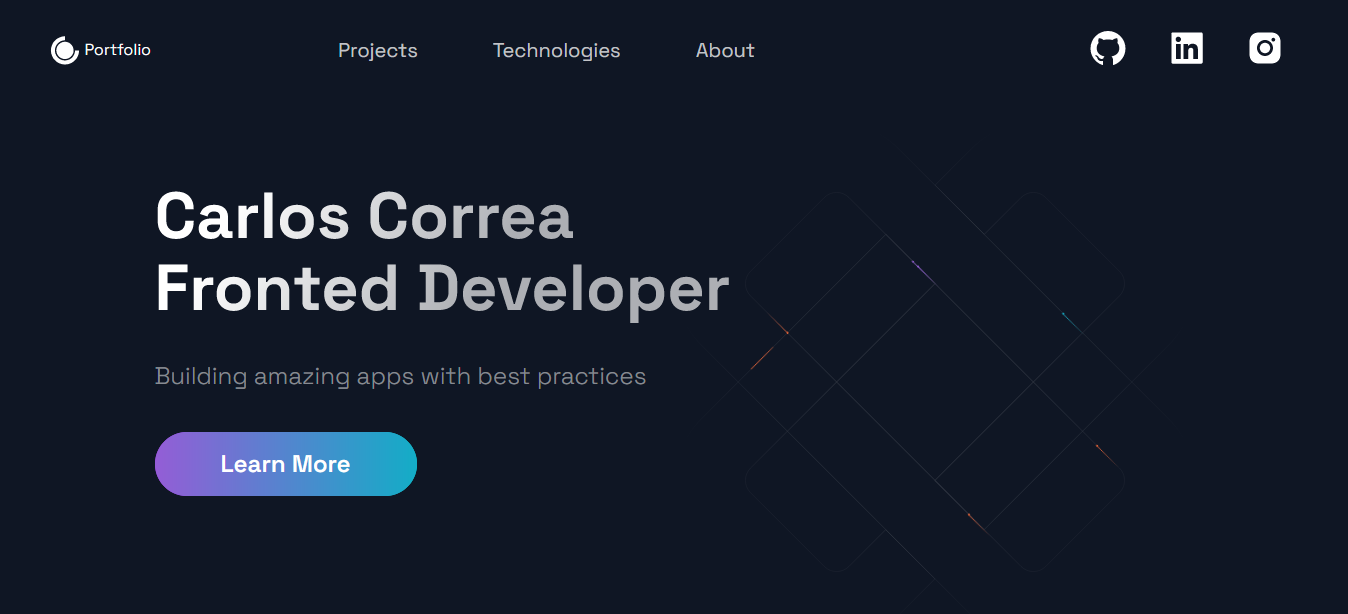 Portfolio
Projects
Technologies
About
Carlos Correa
Fronted Developer
Building amazing apps with best practices
Learn More